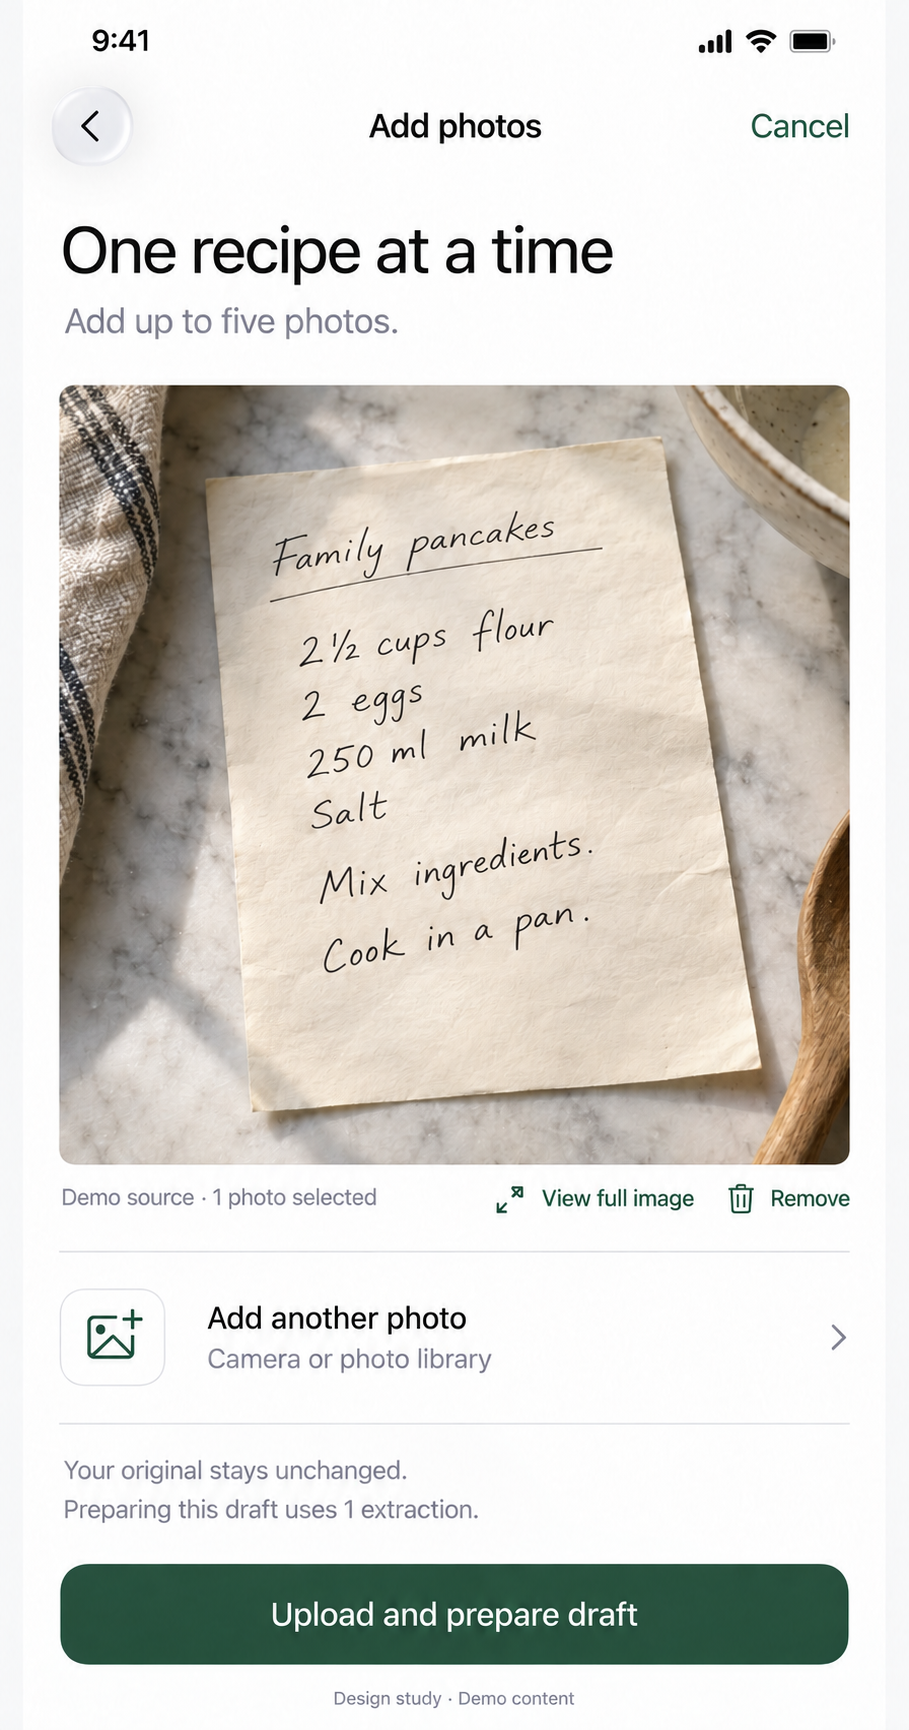 9:41
Add photos
Cancel
One recipe at a time
Add up to five photos.
Family pancakes
2 ½ cups flour
2 eggs
250 ml milk
Salt
Mix ingredients.
Cook in a pan.
Demo source · 1 photo selected
View full image
Remove
Add another photo
Camera or photo library
Your original stays unchanged.
Preparing this draft uses 1 extraction.
Upload and prepare draft
Design study · Demo content